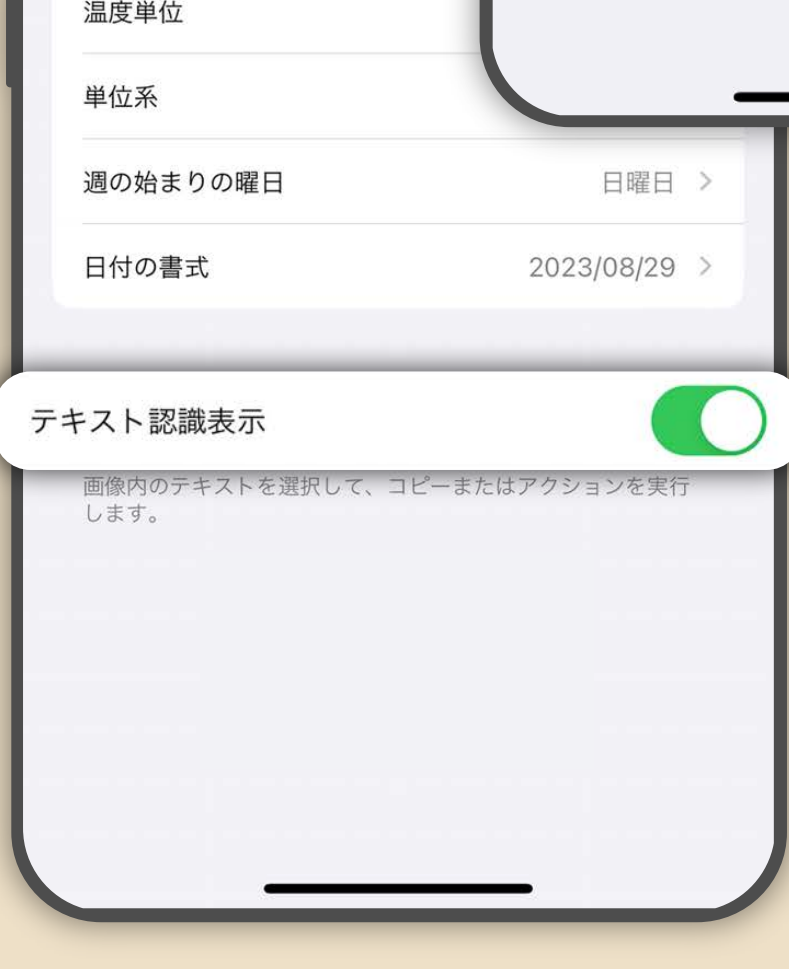 温度単位
単位系
週の始まりの曜日 日曜日
日付の書式 2023/08/29
テキスト認識表示
画像内のテキストを選択して、コピーまたはアクションを実行
します。